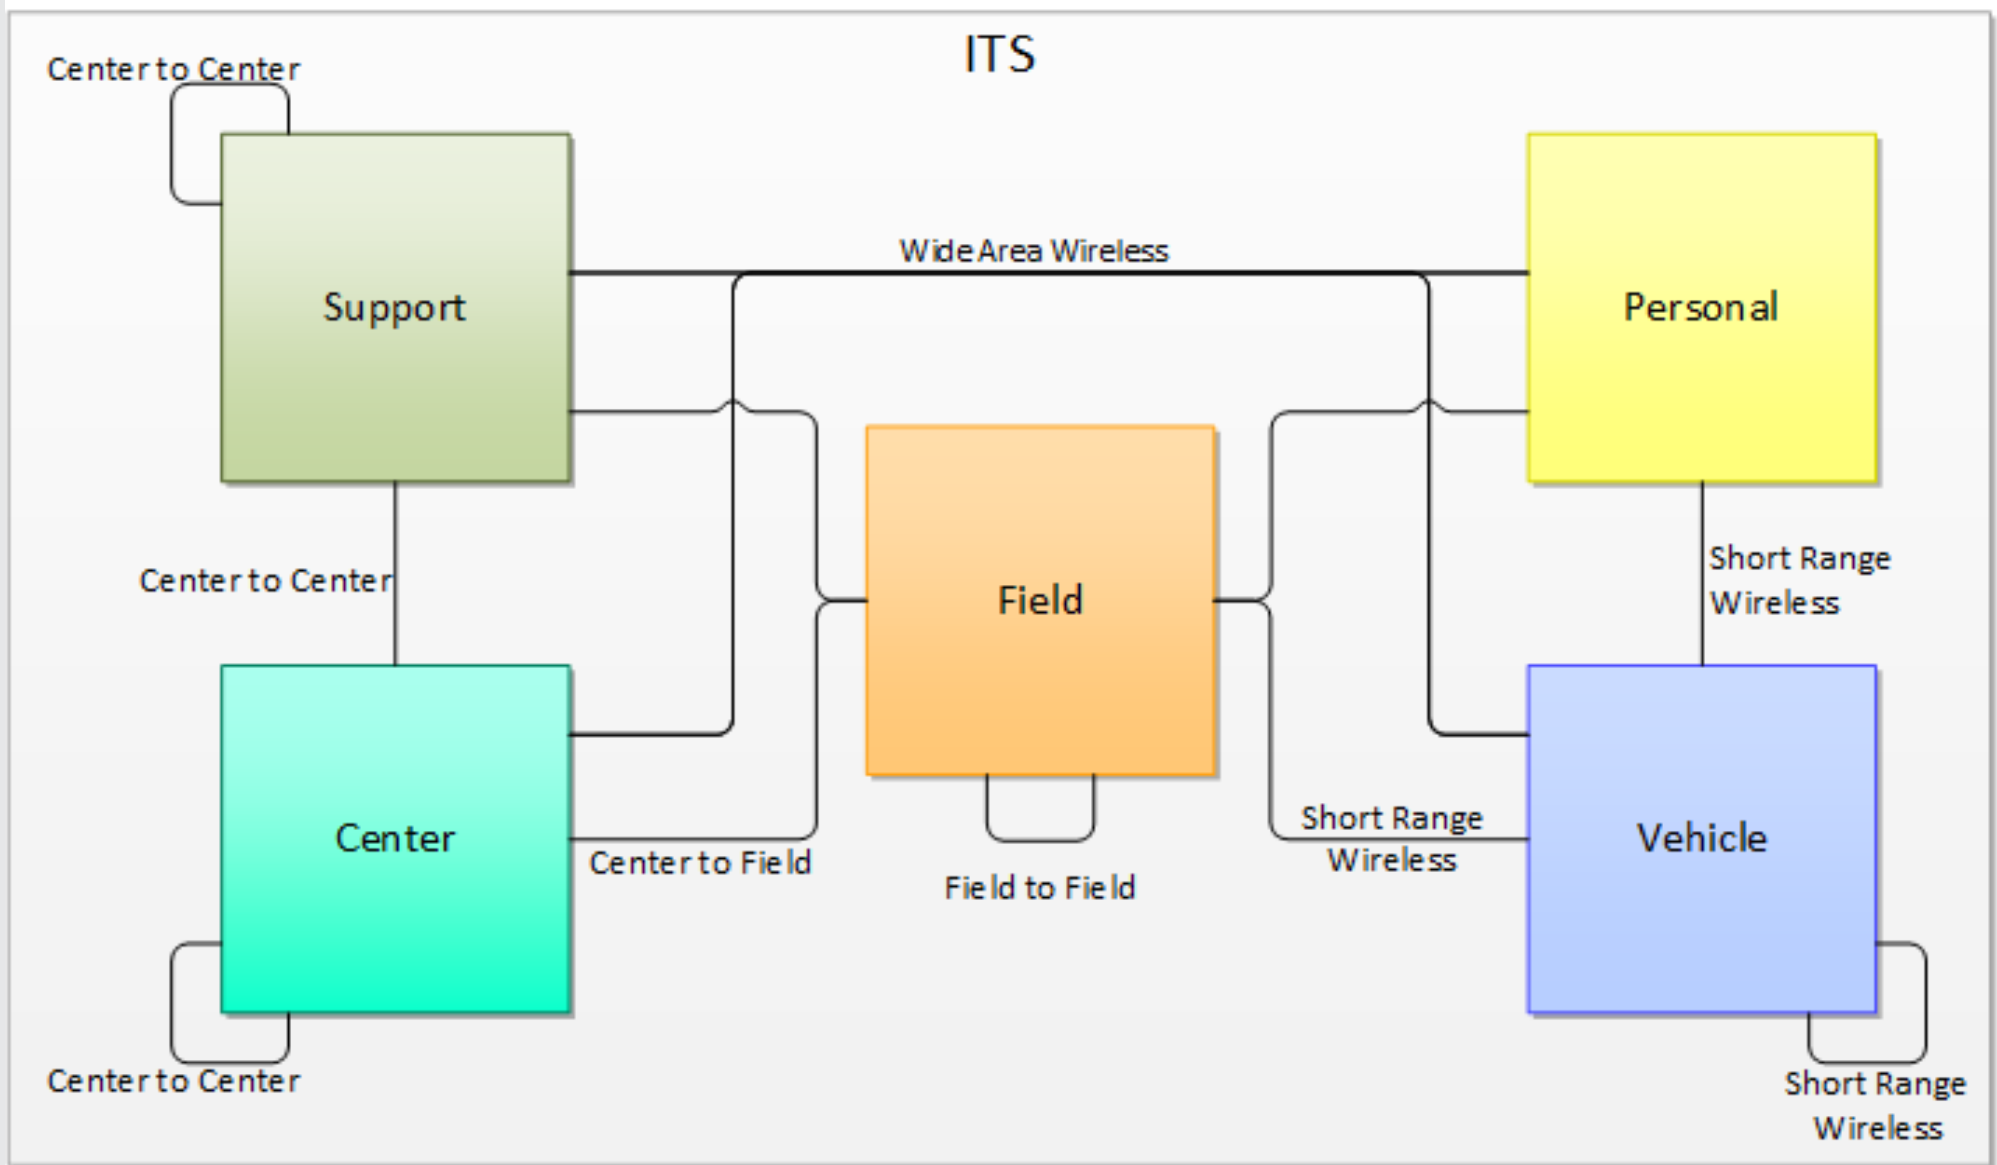 ITS
Center to Center
Wide Area Wireless
Support
Personal
Field
Center to Center
Short Range
Wireless
Center
Vehicle
Center to Field
Short Range
Wireless
Field to Field
Center to Center
Short Range
Wireless